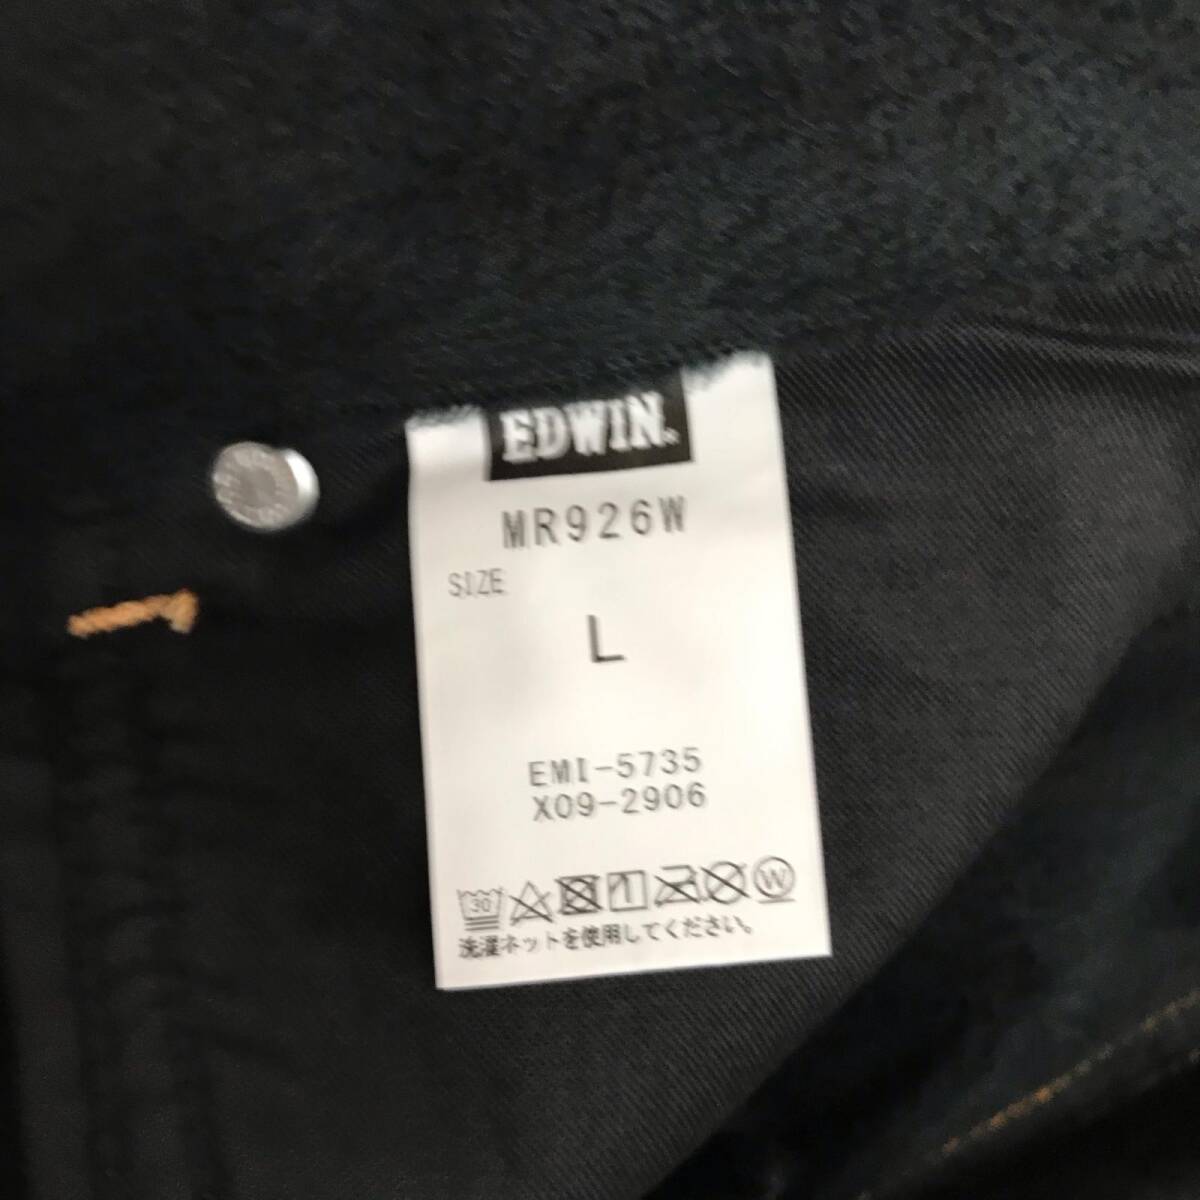 EDWIN.
MR926W
SIZE
L
EMI-5735
X09-2906
30 W
洗濯ネットを使用してください。